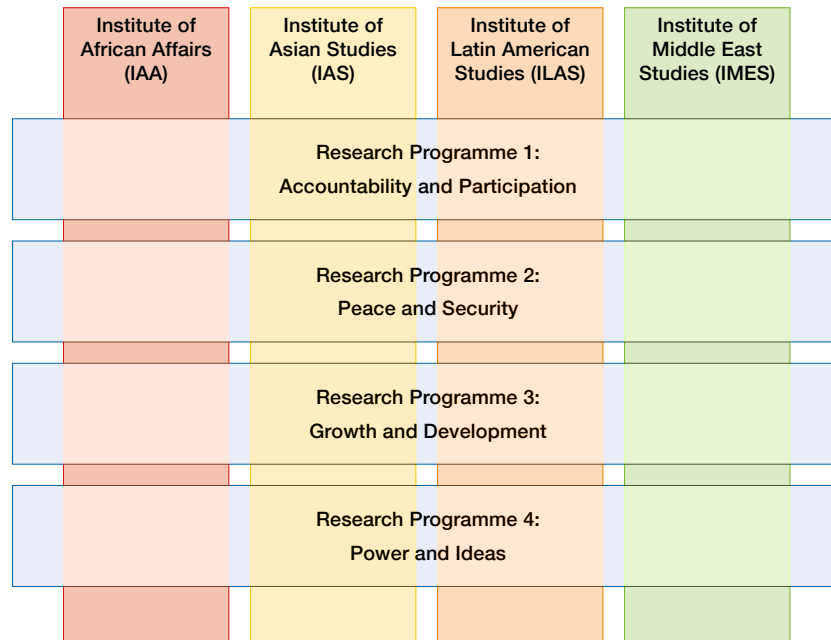 Institute of
African Affairs
(IAA)
Institute of
Asian Studies
(IAS)
Institute of
Latin American
Studies (ILAS)
Institute of
Middle East
Studies (IMES)
Research Programme 1:
Accountability and Participation
Research Programme 2:
Peace and Security
Research Programme 3:
Growth and Development
Research Programme 4:
Power and Ideas